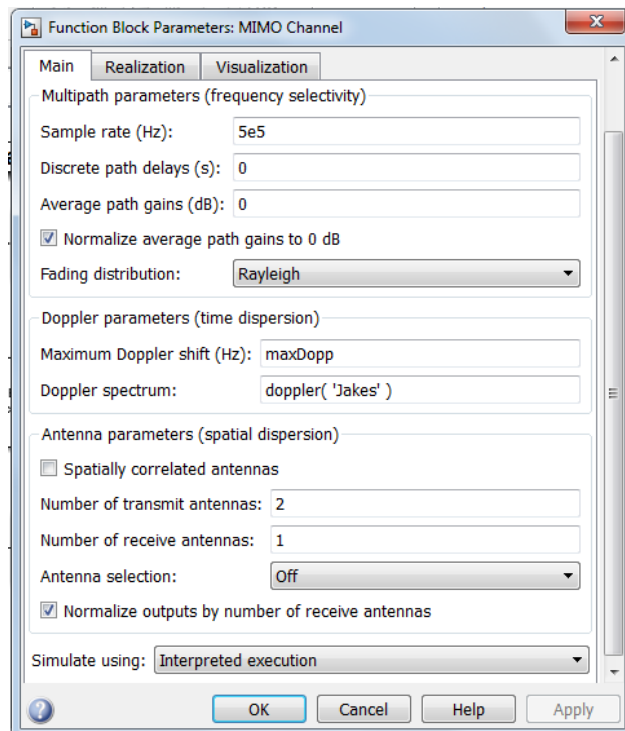 Function Block Parameters: MIMO Channel
Main Realization Visualization
Multipath parameters (frequency selectivity)
Sample rate (Hz): 5e5
Discrete path delays (s): 0
Average path gains (dB): 0
Normalize average path gains to 0 dB
Fading distribution: Rayleigh
Doppler parameters (time dispersion)
Maximum Doppler shift (Hz): maxDopp
Doppler spectrum: doppler( 'Jakes' )
Antenna parameters (spatial dispersion)
Spatially correlated antennas
Number of transmit antennas: 2
Number of receive antennas: 1
Antenna selection: Off
Normalize outputs by number of receive antennas
Simulate using: Interpreted execution
? OK Cancel Help Apply